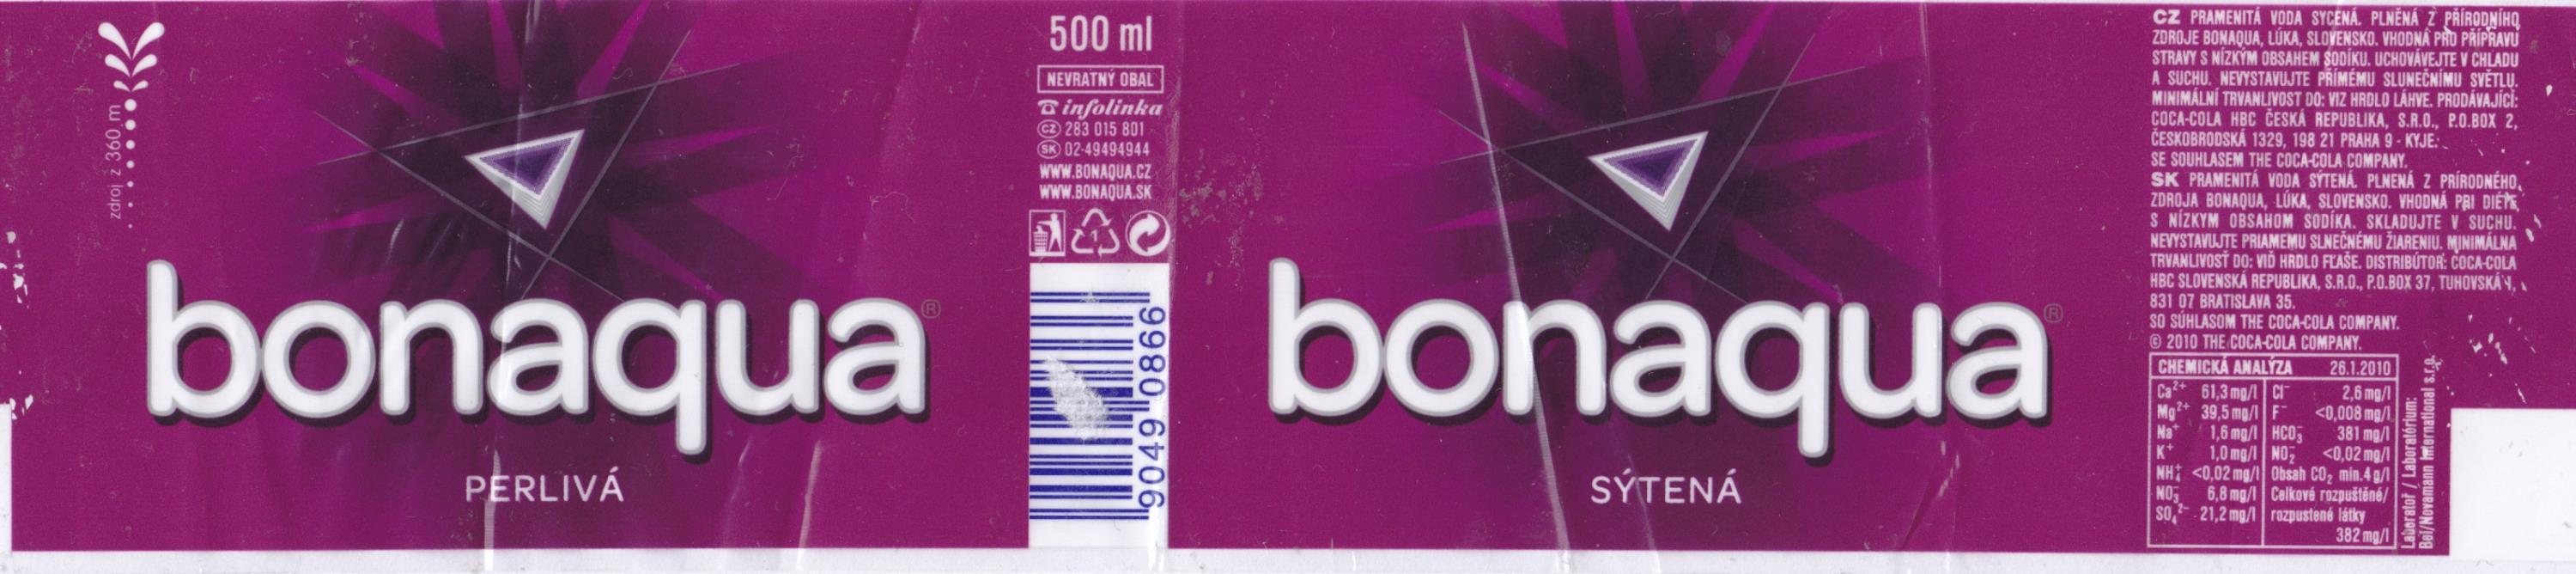 zdroj z 360 m
bonaqua®
PERLIVÁ
500 ml
NEVRATNÝ OBAL
infolinka
CZ 283 015 801
SK 02-49494944
WWW.BONAQUA.CZ
WWW.BONAQUA.SK
1
90490866
bonaqua®
SÝTENÁ
CZ PRAMENITÁ VODA SYCENÁ. PLNĚNÁ Z PŘÍRODNÍHO
ZDROJE BONAQUA, LÚKA, SLOVENSKO. VHODNÁ PRO PŘÍPRAVU
STRAVY S NÍZKÝM OBSAHEM SODÍKU. UCHOVÁVEJTE V CHLADU
A SUCHU. NEVYSTAVUJTE PŘÍMÉMU SLUNEČNÍMU SVĚTLU.
MINIMÁLNÍ TRVANLIVOST DO: VIZ HRDLO LÁHVE. PRODÁVAJÍCÍ:
COCA-COLA HBC ČESKÁ REPUBLIKA, S.R.O., P.O.BOX 2,
ČESKOBRODSKÁ 1329, 198 21 PRAHA 9 - KYJE.
SE SOUHLASEM THE COCA-COLA COMPANY.
SK PRAMENITÁ VODA SÝTENÁ. PLNENÁ Z PRÍRODNÉHO
ZDROJA BONAQUA, LÚKA, SLOVENSKO. VHODNÁ PRI DIÉTE
S NÍZKYM OBSAHOM SODÍKA. SKLADUJTE V SUCHU.
NEVYSTAVUJTE PRIAMEMU SLNEČNÉMU ŽIARENIU. MINIMÁLNA
TRVANLIVOSŤ DO: VIĎ HRDLO FĽAŠE. DISTRIBÚTOR: COCA-COLA
HBC SLOVENSKÁ REPUBLIKA, S.R.O., P.O.BOX 37, TUHOVSKÁ 1,
831 07 BRATISLAVA 35.
SO SÚHLASOM THE COCA-COLA COMPANY.
© 2010 THE COCA-COLA COMPANY.
CHEMICKÁ ANALÝZA 26.1.2010
Ca²⁺ 61,3 mg/l Cl⁻ 2,6 mg/l
Mg²⁺ 39,5 mg/l F⁻ <0,008 mg/l
Na⁺ 1,6 mg/l HCO₃⁻ 381 mg/l
K⁺ 1,0 mg/l NO₂⁻ <0,02 mg/l
NH₄⁺ <0,02 mg/l Obsah CO₂ min.4 g/l
NO₃⁻ 6,8 mg/l Celkové rozpuštěné/
SO₄²⁻ 21,2 mg/l rozpustené látky
382 mg/l
Laboratoř / Laboratórium:
Bel/Novamann International s.r.o.